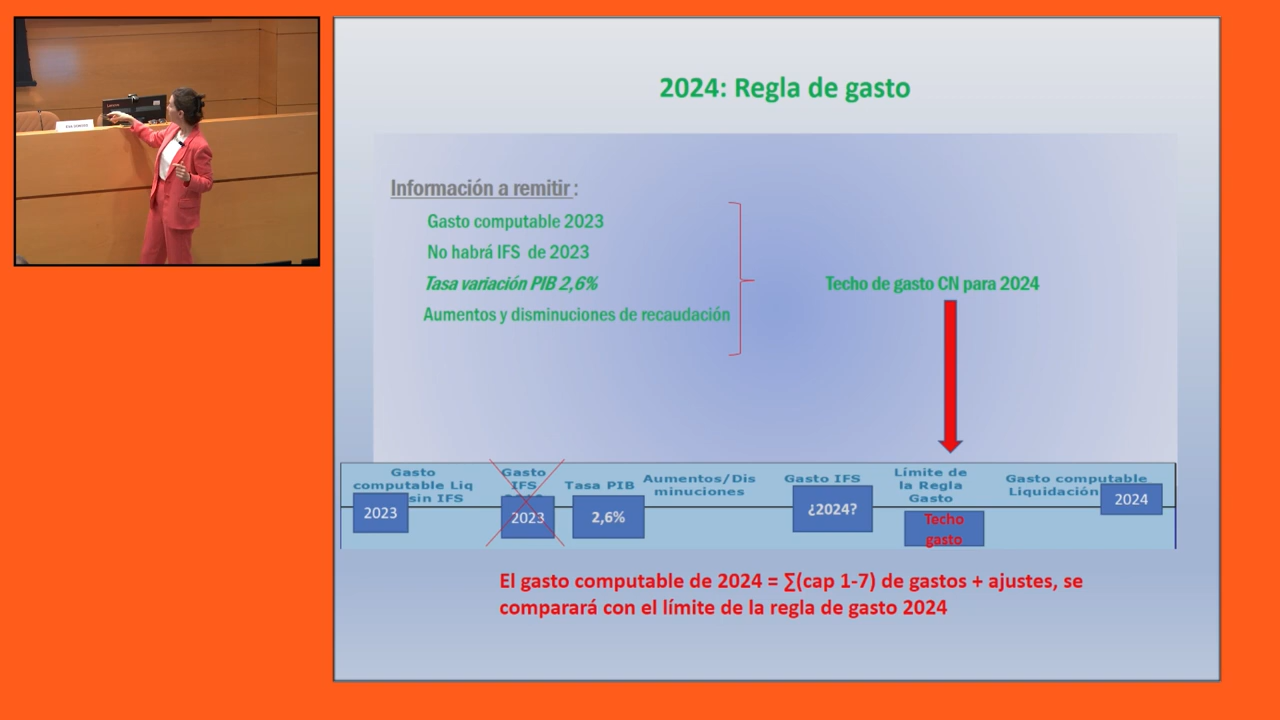 2024: Regla de gasto
Información a remitir :
Gasto computable 2023
No habrá IFS de 2023
Tasa variación PIB 2,6%
Aumentos y disminuciones de recaudación
Techo de gasto CN para 2024
Gasto
computable Liq
sin IFS
2023
Gasto
IFS
2023
Tasa PIB
2,6%
Aumentos/Dis
minuciones
Gasto IFS
¿2024?
Límite de
la Regla
Gasto
Techo
gasto
Gasto computable
Liquidación
2024
El gasto computable de 2024 = ∑(cap 1-7) de gastos + ajustes, se
comparará con el límite de la regla de gasto 2024